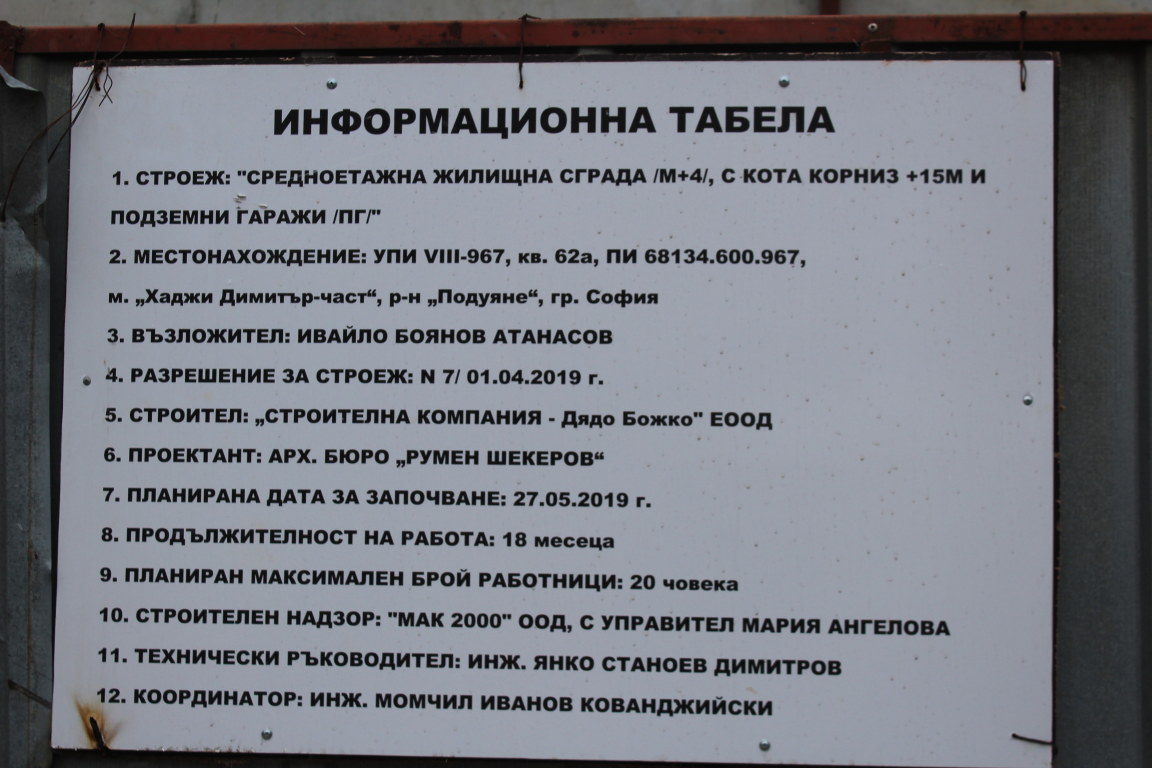 ИНФОРМАЦИОННА ТАБЕЛА
1. СТРОЕЖ: "СРЕДНОЕТАЖНА ЖИЛИЩНА СГРАДА /М+4/, С КОТА КОРНИЗ +15М И
ПОДЗЕМНИ ГАРАЖИ /ПГ/"
2. МЕСТОНАХОЖДЕНИЕ: УПИ VIII-967, кв. 62а, ПИ 68134.600.967,
м. „Хаджи Димитър-част“, р-н „Подуяне“, гр. София
3. ВЪЗЛОЖИТЕЛ: ИВАЙЛО БОЯНОВ АТАНАСОВ
4. РАЗРЕШЕНИЕ ЗА СТРОЕЖ: N 7/ 01.04.2019 г.
5. СТРОИТЕЛ: „СТРОИТЕЛНА КОМПАНИЯ - Дядо Божко" ЕООД
6. ПРОЕКТАНТ: АРХ. БЮРО „РУМЕН ШЕКЕРОВ“
7. ПЛАНИРАНА ДАТА ЗА ЗАПОЧВАНЕ: 27.05.2019 г.
8. ПРОДЪЛЖИТЕЛНОСТ НА РАБОТА: 18 месеца
9. ПЛАНИРАН МАКСИМАЛЕН БРОЙ РАБОТНИЦИ: 20 човека
10. СТРОИТЕЛЕН НАДЗОР: "МАК 2000" ООД, С УПРАВИТЕЛ МАРИЯ АНГЕЛОВА
11. ТЕХНИЧЕСКИ РЪКОВОДИТЕЛ: ИНЖ. ЯНКО СТАНОЕВ ДИМИТРОВ
12. КООРДИНАТОР: ИНЖ. МОМЧИЛ ИВАНОВ КОВАНДЖИЙСКИ